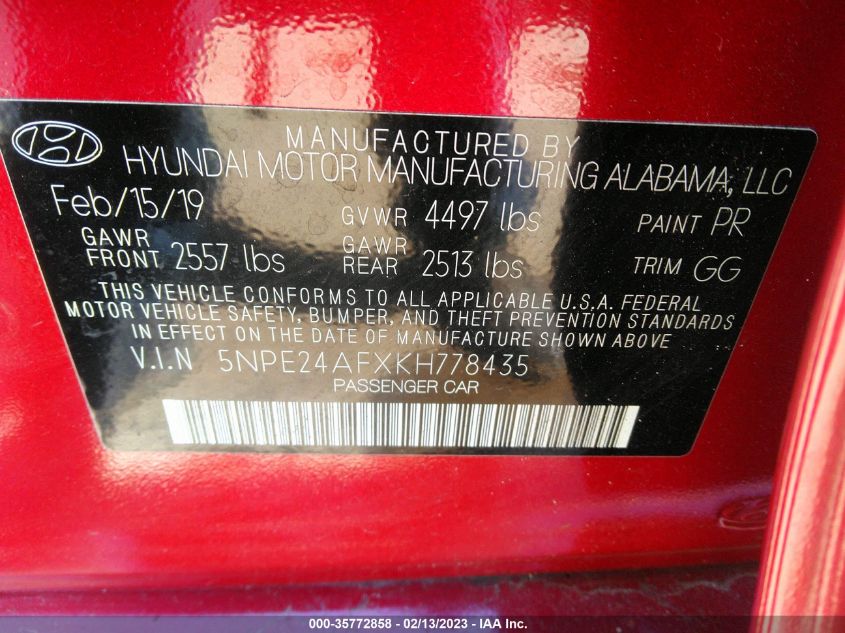 MANUFACTURED BY
HYUNDAI MOTOR MANUFACTURING ALABAMA, LLC
Feb/15/19 GVWR 4497 lbs PAINT PR
GAWR FRONT 2557 lbs GAWR REAR 2513 lbs TRIM GG
THIS VEHICLE CONFORMS TO ALL APPLICABLE U.S.A. FEDERAL
MOTOR VEHICLE SAFETY, BUMPER, AND THEFT PREVENTION STANDARDS
IN EFFECT ON THE DATE OF MANUFACTURE SHOWN ABOVE
V.I.N 5NPE24AFXKH778435
PASSENGER CAR
000-35772858 - 02/13/2023 - IAA Inc.